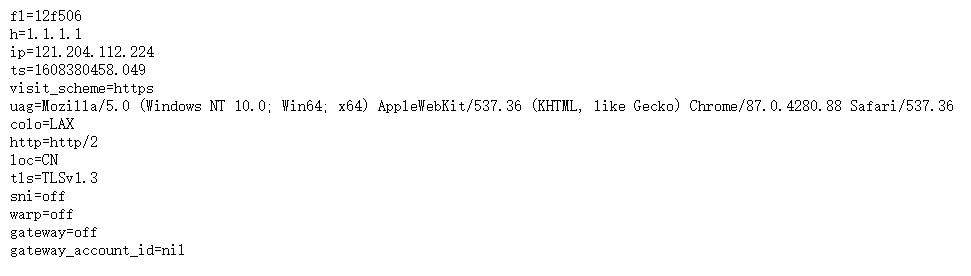 fl=12f506
h=1.1.1.1
ip=121.204.112.224
ts=1608380458.049
visit_scheme=https
uag=Mozilla/5.0 (Windows NT 10.0; Win64; x64) AppleWebKit/537.36 (KHTML, like Gecko) Chrome/87.0.4280.88 Safari/537.36
colo=LAX
http=http/2
loc=CN
tls=TLSv1.3
sni=off
warp=off
gateway=off
gateway_account_id=nil